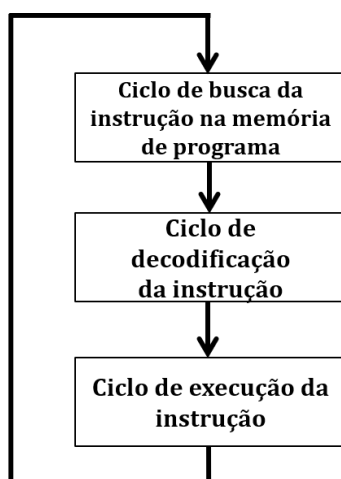 Ciclo de busca da
instrução na memória
de programa
Ciclo de
decodificação
da instrução
Ciclo de execução da
instrução